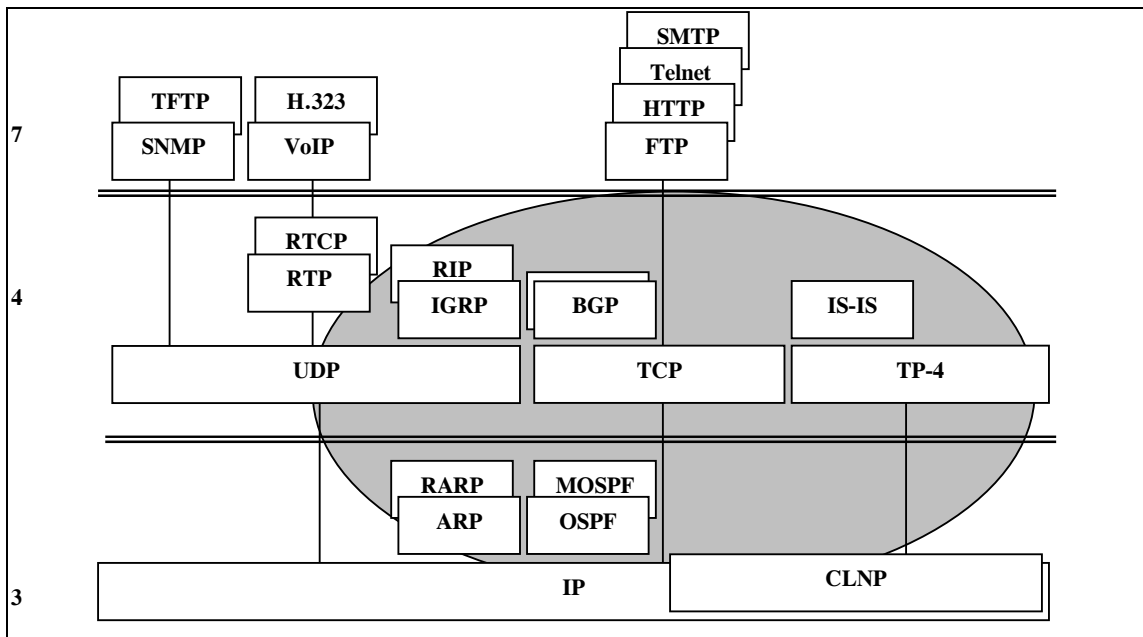 SMTP
Telnet
TFTP
H.323
HTTP
7
SNMP
VoIP
FTP
RTCP
RIP
RTP
4
IGRP
BGP
IS-IS
UDP
TCP
TP-4
RARP
MOSPF
ARP
OSPF
CLNP
IP
3